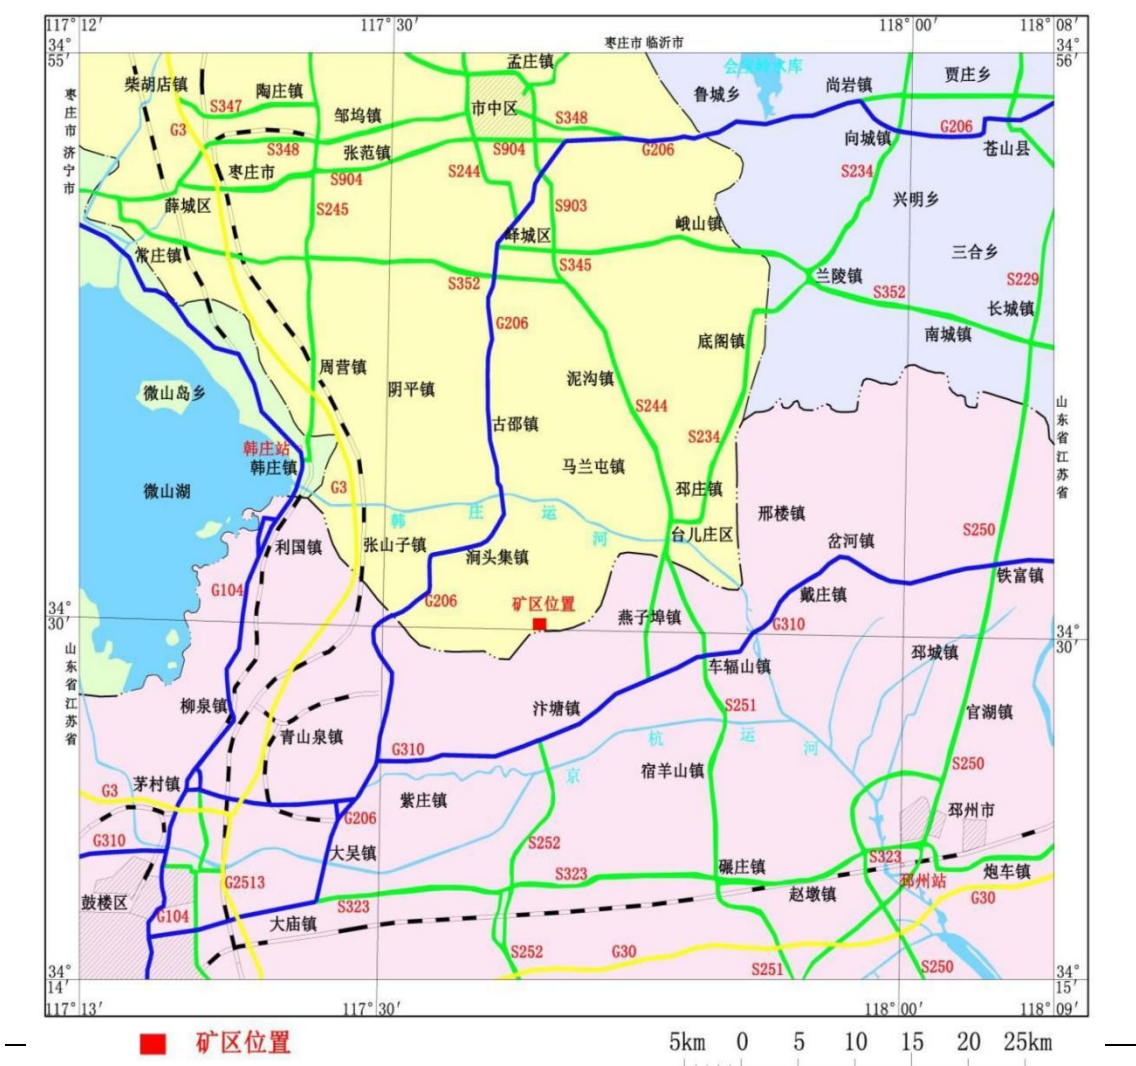 117°12′
117°30′
118°00′
118°08′
34°55′
34°56′
枣庄市 临沂市
孟庄镇
柴胡店镇
陶庄镇
市中区
鲁城乡
尚岩镇
贾庄乡
S347
邹坞镇
S348
G3
G206
枣庄市 济宁市
S348
张范镇
S904
G206
向城镇
苍山县
枣庄市
S904
S244
S234
薛城区
S245
S903
兴明乡
峄城区
峨山镇
常庄镇
S345
三合乡
S352
兰陵镇
S352
S229
长城镇
G206
底阁镇
南城镇
周营镇
微山岛乡
阴平镇
泥沟镇
S244
山东省江苏省
古邵镇
S234
韩庄站
韩庄镇
马兰屯镇
微山湖
G3
邳庄镇
韩
庄
运
河
邢楼镇
S250
利国镇
张山子镇
涧头集镇
台儿庄区
岔河镇
铁富镇
G104
G206
矿区位置
戴庄镇
34°30′
燕子埠镇
G310
34°30′
山东省江苏省
车辐山镇
邳城镇
柳泉镇
汴塘镇
S251
官湖镇
青山泉镇
G310
京
杭
运
河
茅村镇
宿羊山镇
S250
G3
紫庄镇
G206
邳州市
G310
大吴镇
S252
S323
G2513
S323
碾庄镇
邳州站
炮车镇
鼓楼区
G104
大庙镇
S323
赵墩镇
G30
S252
G30
S251
S250
34°14′
34°15′
117°13′
117°30′
118°00′
118°09′
矿区位置
5km 0 5 10 15 20 25km